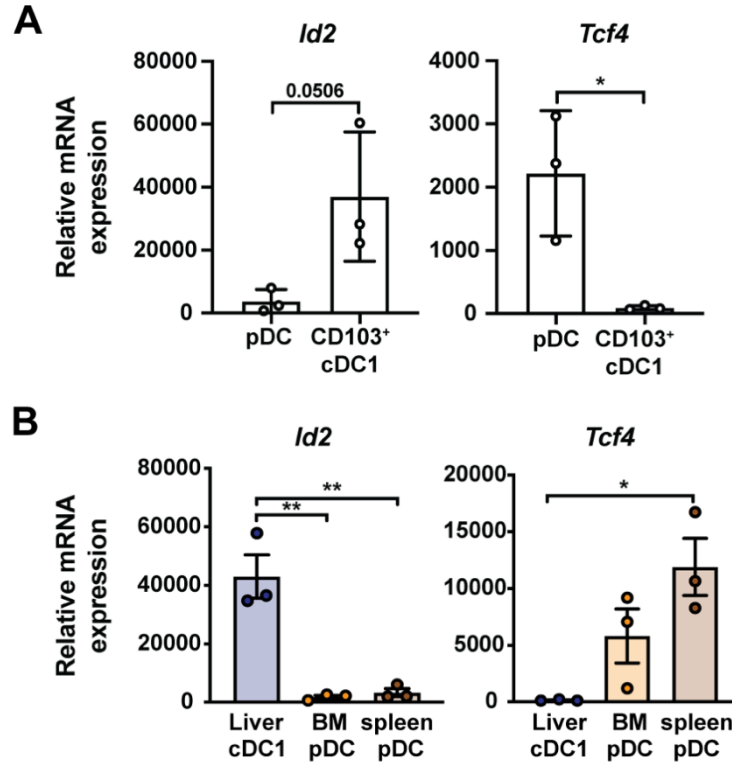 A
Id2
Tcf4
Relative mRNA
expression
80000
60000
40000
20000
0
0.0506
pDC
CD103+
cDC1
4000
3000
2000
1000
0
*
pDC
CD103+
cDC1
B
Id2
Tcf4
Relative mRNA
expression
80000
60000
40000
20000
0
**
**
Liver
cDC1
BM
pDC
spleen
pDC
20000
15000
10000
5000
0
*
Liver
cDC1
BM
pDC
spleen
pDC